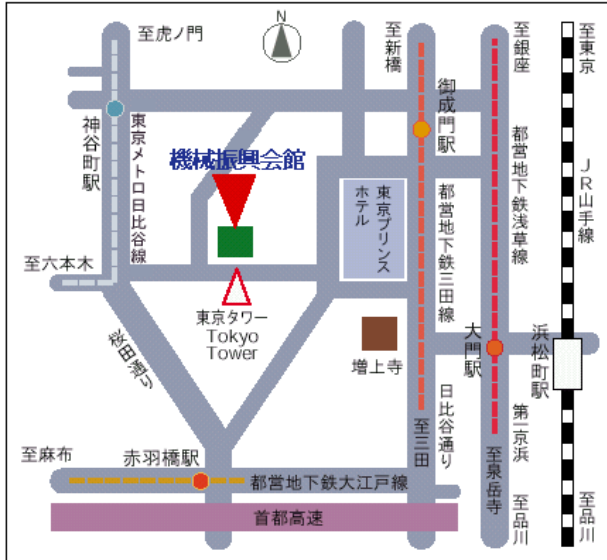 至虎ノ門
N
至新橋
至銀座
至東京
御成門駅
神谷町駅
東京メトロ日比谷線
機械振興会館
都営地下鉄浅草線
JR山手線
東京プリンス
ホテル
都営地下鉄三田線
至六本木
東京タワー
Tokyo
Tower
桜田通り
増上寺
大門駅
浜松町駅
日比谷通り
至三田
第一京浜
至泉岳寺
至品川
至品川
至麻布
赤羽橋駅
都営地下鉄大江戸線
首都高速